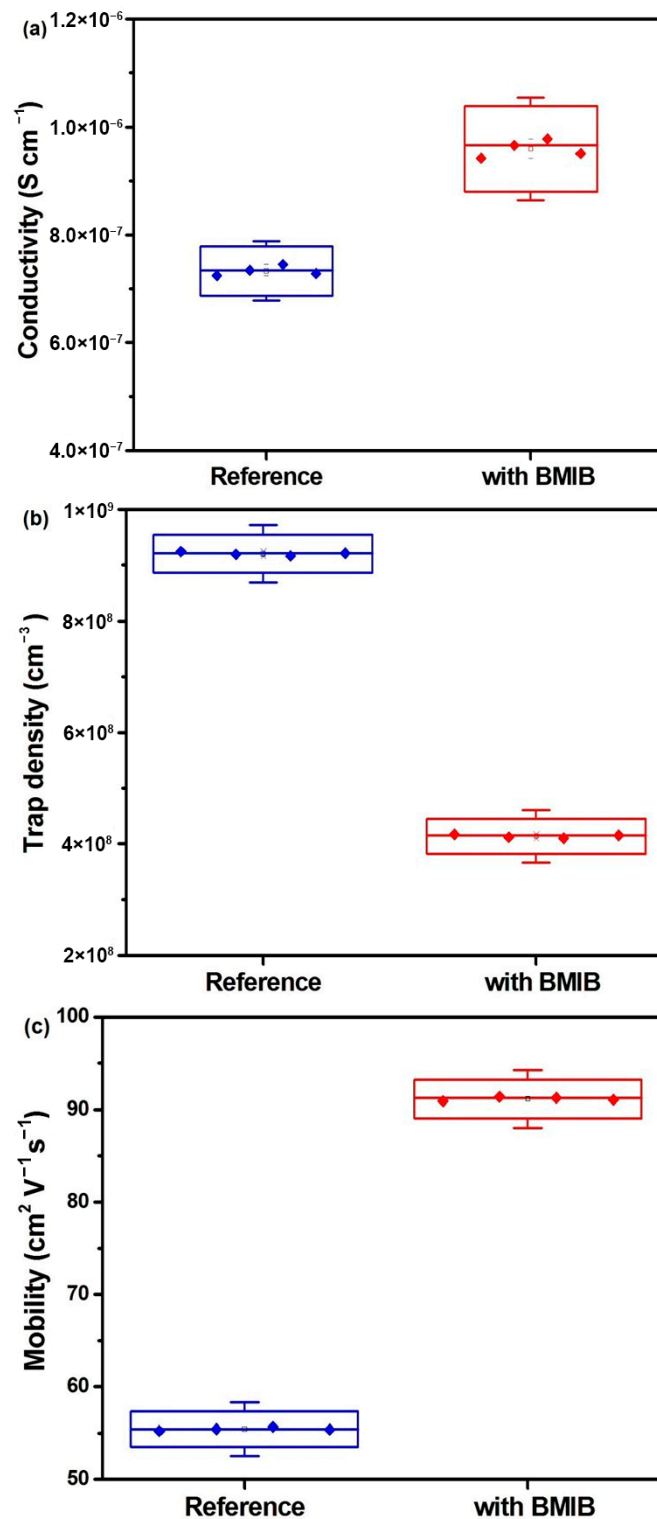 (a)
1.2×10⁻⁶
1.0×10⁻⁶
8.0×10⁻⁷
6.0×10⁻⁷
4.0×10⁻⁷
Conductivity (S cm⁻¹)
Reference
with BMIB
(b)
1×10⁹
8×10⁸
6×10⁸
4×10⁸
2×10⁸
Trap density (cm⁻³)
Reference
with BMIB
(c)
100
90
80
70
60
50
Mobility (cm² V⁻¹s⁻¹)
Reference
with BMIB